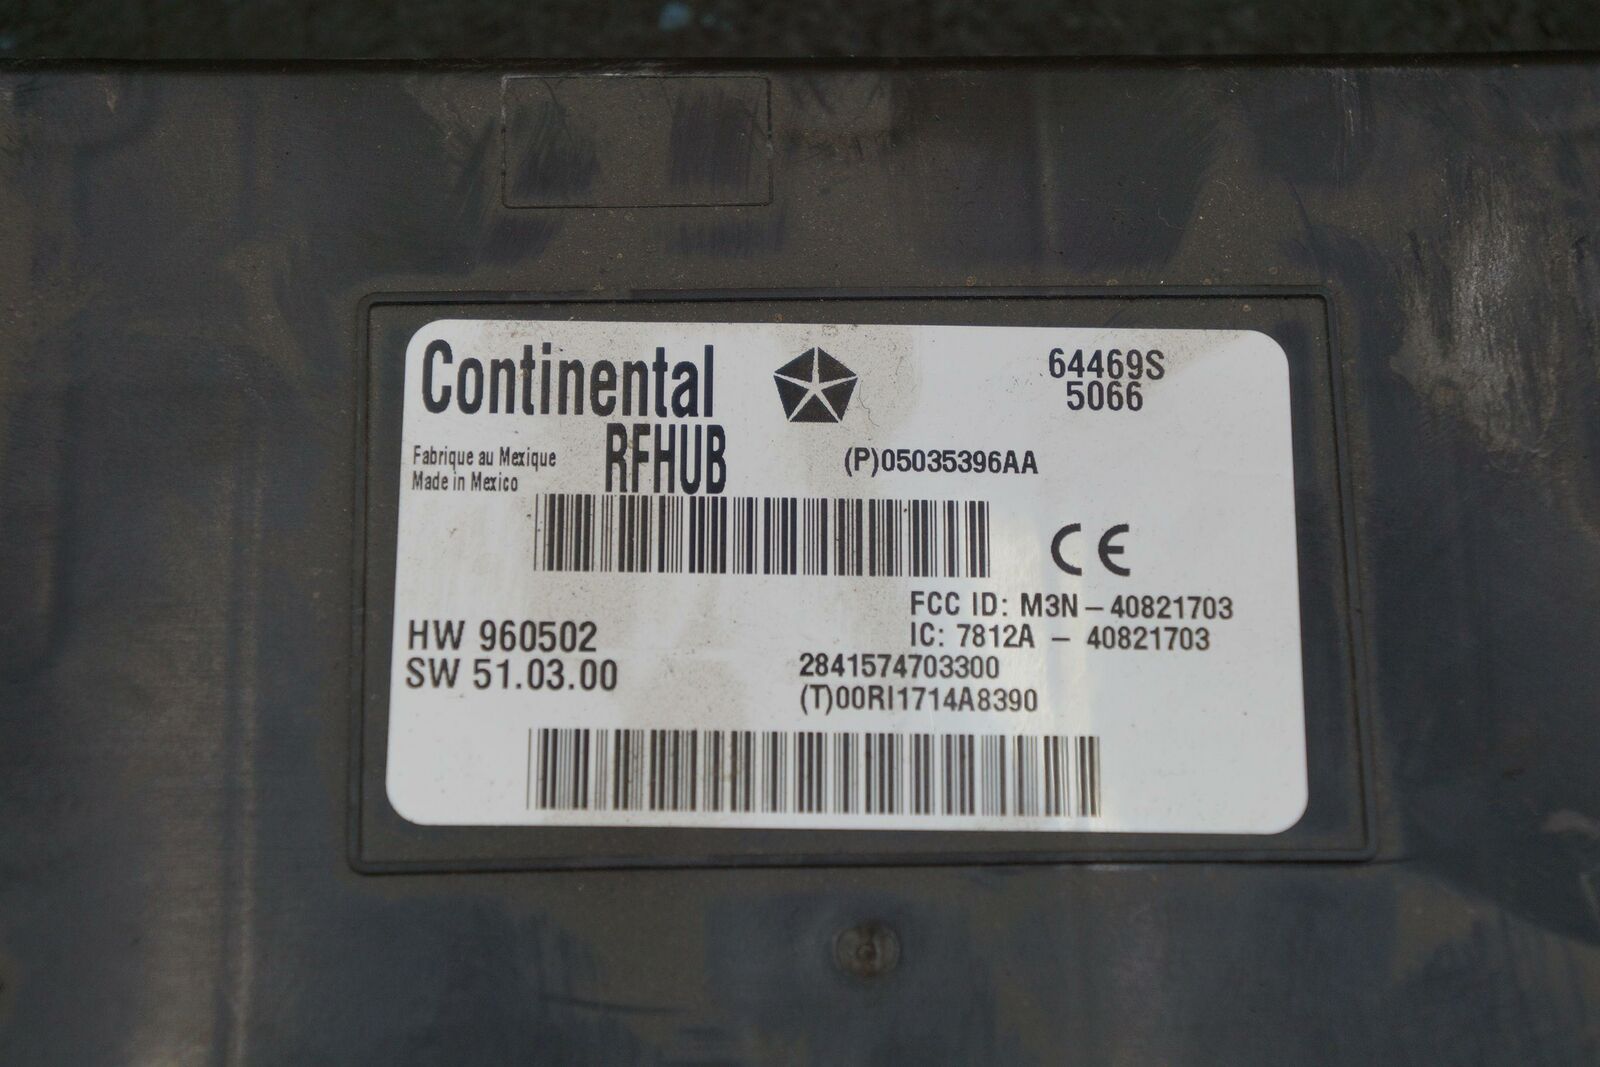 Continental
RFHUB
Fabrique au Mexique
Made in Mexico
64469S
5066
(P)05035396AA
CE
FCC ID: M3N-40821703
IC: 7812A - 40821703
HW 960502
SW 51.03.00
2841574703300
(T)00RI1714A8390